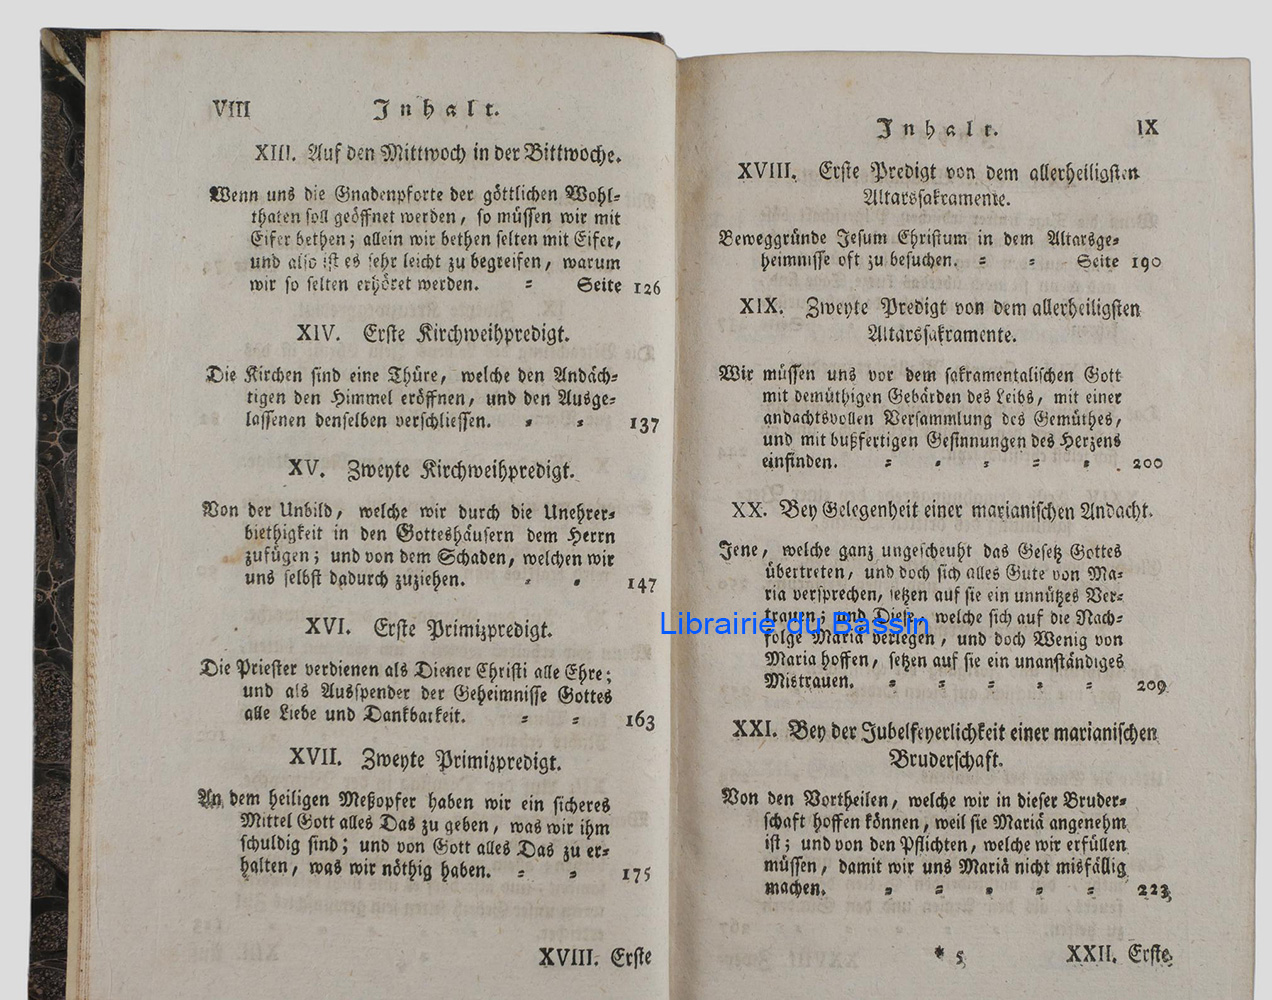 VIII Inhalt.
XIII. Auf den Mittwoch in der Bittwoche.
Wenn uns die Gnadenpforte der göttlichen Wohl=
thaten soll geöffnet werden, so müssen wir mit
Eifer bethen; allein wir bethen selten mit Eifer,
und also ist es sehr leicht zu begreifen, warum
wir so selten erhöret werden. = Seite 126
XIV. Erste Kirchweihpredigt.
Die Kirchen sind eine Thüre, welche den Andäch=
tigen den Himmel eröffnen, und den Ausge=
lassenen denselben verschliessen. = = 137
XV. Zweyte Kirchweihpredigt.
Von der Unbild, welche wir durch die Unehrer=
biethigkeit in den Gotteshäusern dem Herrn
zufügen; und von dem Schaden, welchen wir
uns selbst dadurch zuziehen. = = 147
XVI. Erste Primizpredigt.
Die Priester verdienen als Diener Christi alle Ehre;
und als Ausspender der Geheimnisse Gottes
alle Liebe und Dankbarkeit. = = 163
XVII. Zweyte Primizpredigt.
An dem heiligen Meßopfer haben wir ein sicheres
Mittel Gott alles Das zu geben, was wir ihm
schuldig sind; und von Gott alles Das zu er=
halten, was wir nöthig haben. = = 175
XVIII. Erste
Inhalt. IX
XVIII. Erste Predigt von dem allerheiligsten
Altarssakramente.
Beweggründe Jesum Christum in dem Altarsge=
heimnisse oft zu besuchen. = = Seite 190
XIX. Zweyte Predigt von dem allerheiligsten
Altarssakramente.
Wir müssen uns vor dem sakramentalischen Gott
mit demüthigen Gebärden des Leibs, mit einer
andachtsvollen Versammlung des Gemüthes,
und mit bußfertigen Gesinnungen des Herzens
einfinden. = = = = = 200
XX. Bey Gelegenheit einer marianischen Andacht.
Jene, welche ganz ungescheuht das Gesetz Gottes
übertreten, und doch sich alles Gute von Ma=
ria versprechen, setzen auf sie ein unnützes Ver=
trauen; und Diese, welche sich auf die Nach=
Librairie du Bassin
folge Mariä verlegen, und doch Wenig von
Maria hoffen, setzen auf sie ein unanständiges
Mistrauen. = = = = = 209
XXI. Bey der Jubelfeyerlichkeit einer marianischen
Bruderschaft.
Von den Vortheilen, welche wir in dieser Bruder=
schaft hoffen können, weil sie Mariä angenehm
ist; und von den Pflichten, welche wir erfüllen
müssen, damit wir uns Mariä nicht misfällig
machen. = = = = = 223
* 5 XXII. Erste